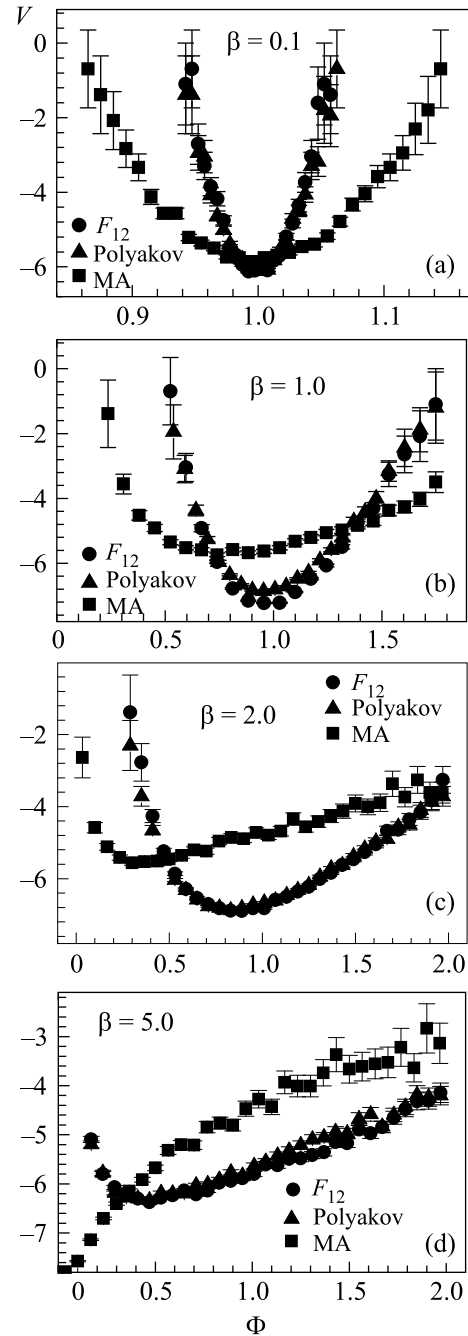 V
0
β = 0.1
–2
–4
F12
Polyakov
–6
MA
(a)
0.9
1.0
1.1
0
β = 1.0
–2
–4
F12
–6
Polyakov
MA
(b)
0
0.5
1.0
1.5
F12
–2
β = 2.0
Polyakov
MA
–4
–6
(c)
0
0.5
1.0
1.5
2.0
β = 5.0
–3
–4
–5
–6
F12
Polyakov
–7
MA
(d)
0
0.5
1.0
1.5
2.0
Φ